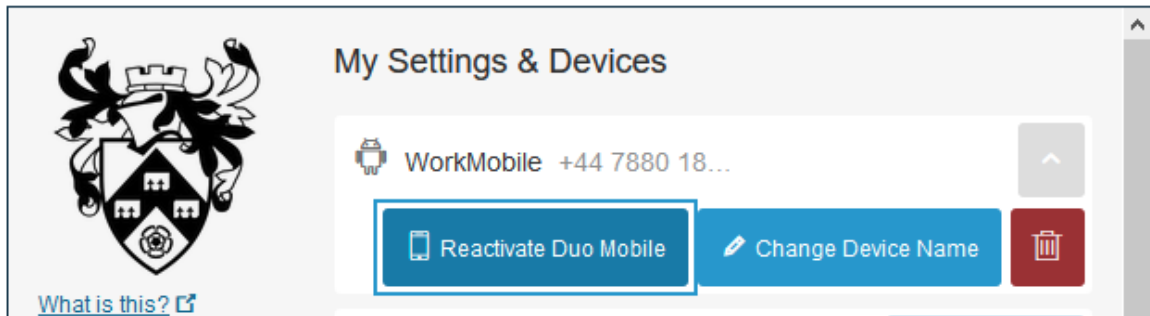 My Settings & Devices
WorkMobile +44 7880 18...
Reactivate Duo Mobile Change Device Name
What is this?